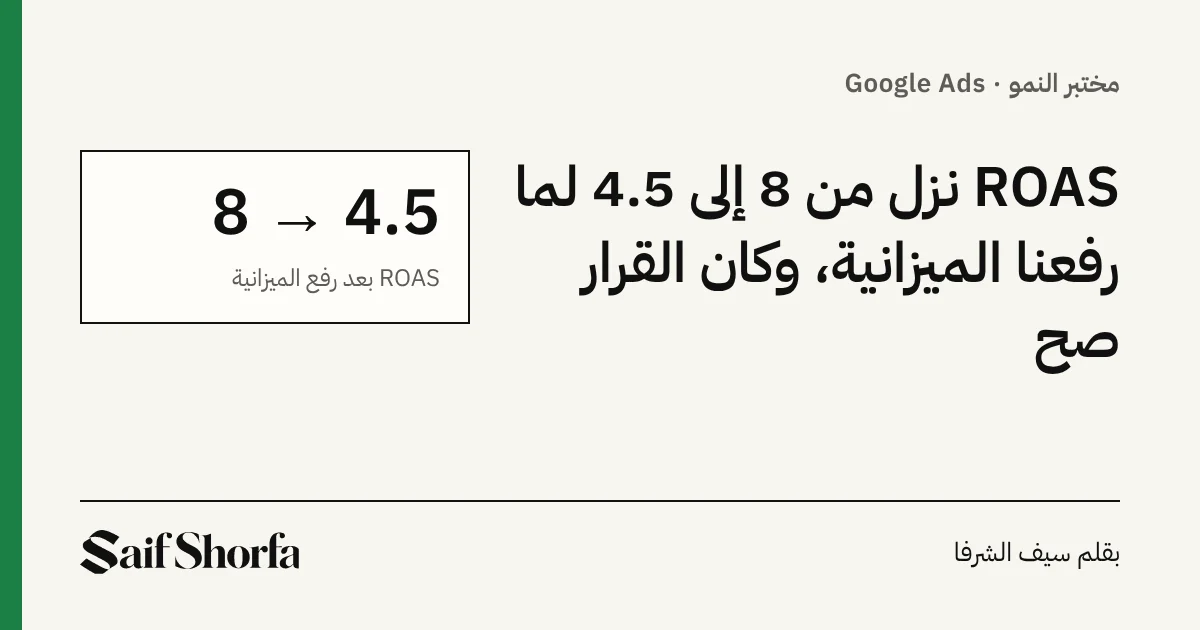 مختبر النمو · Google Ads
ROAS نزل من 8 إلى 4.5 لما
رفعنا الميزانية، وكان القرار
صح
8 → 4.5
ROAS بعد رفع الميزانية
بقلم سيف الشرفا
Saif Shorfa